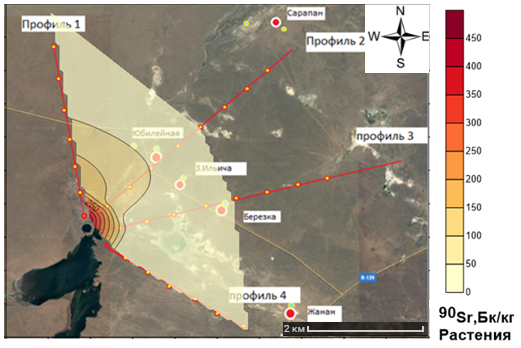 Сарапан
Профиль 1
Профиль 2
N
W E
S
Юбилейная
профиль 3
З.Ильича
Березка
профиль 4
Жанан
2 км
450
400
350
300
250
200
150
100
50
0
90Sr,Бк/кг
Растения